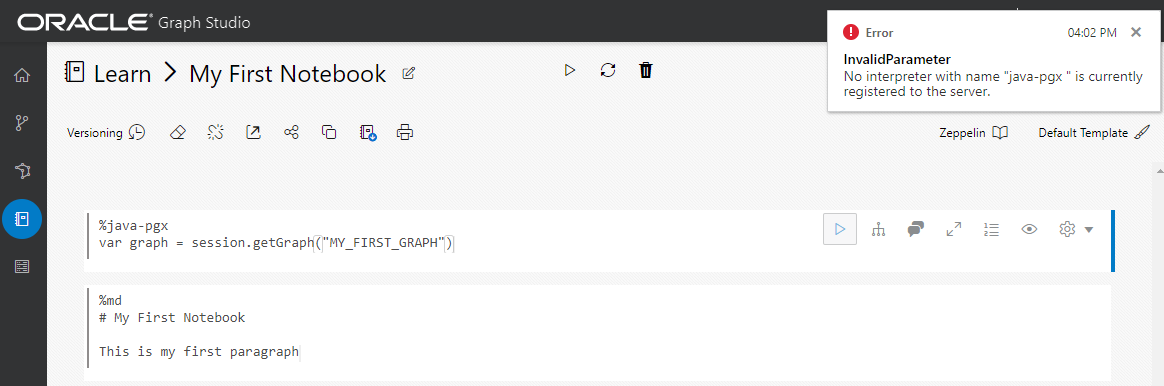 ORACLE® Graph Studio
Error 04:02 PM
InvalidParameter
No interpreter with name "java-pgx " is currently
registered to the server.
Learn > My First Notebook
Versioning Zeppelin Default Template
%java-pgx
var graph = session.getGraph("MY_FIRST_GRAPH")
%md
# My First Notebook
This is my first paragraph